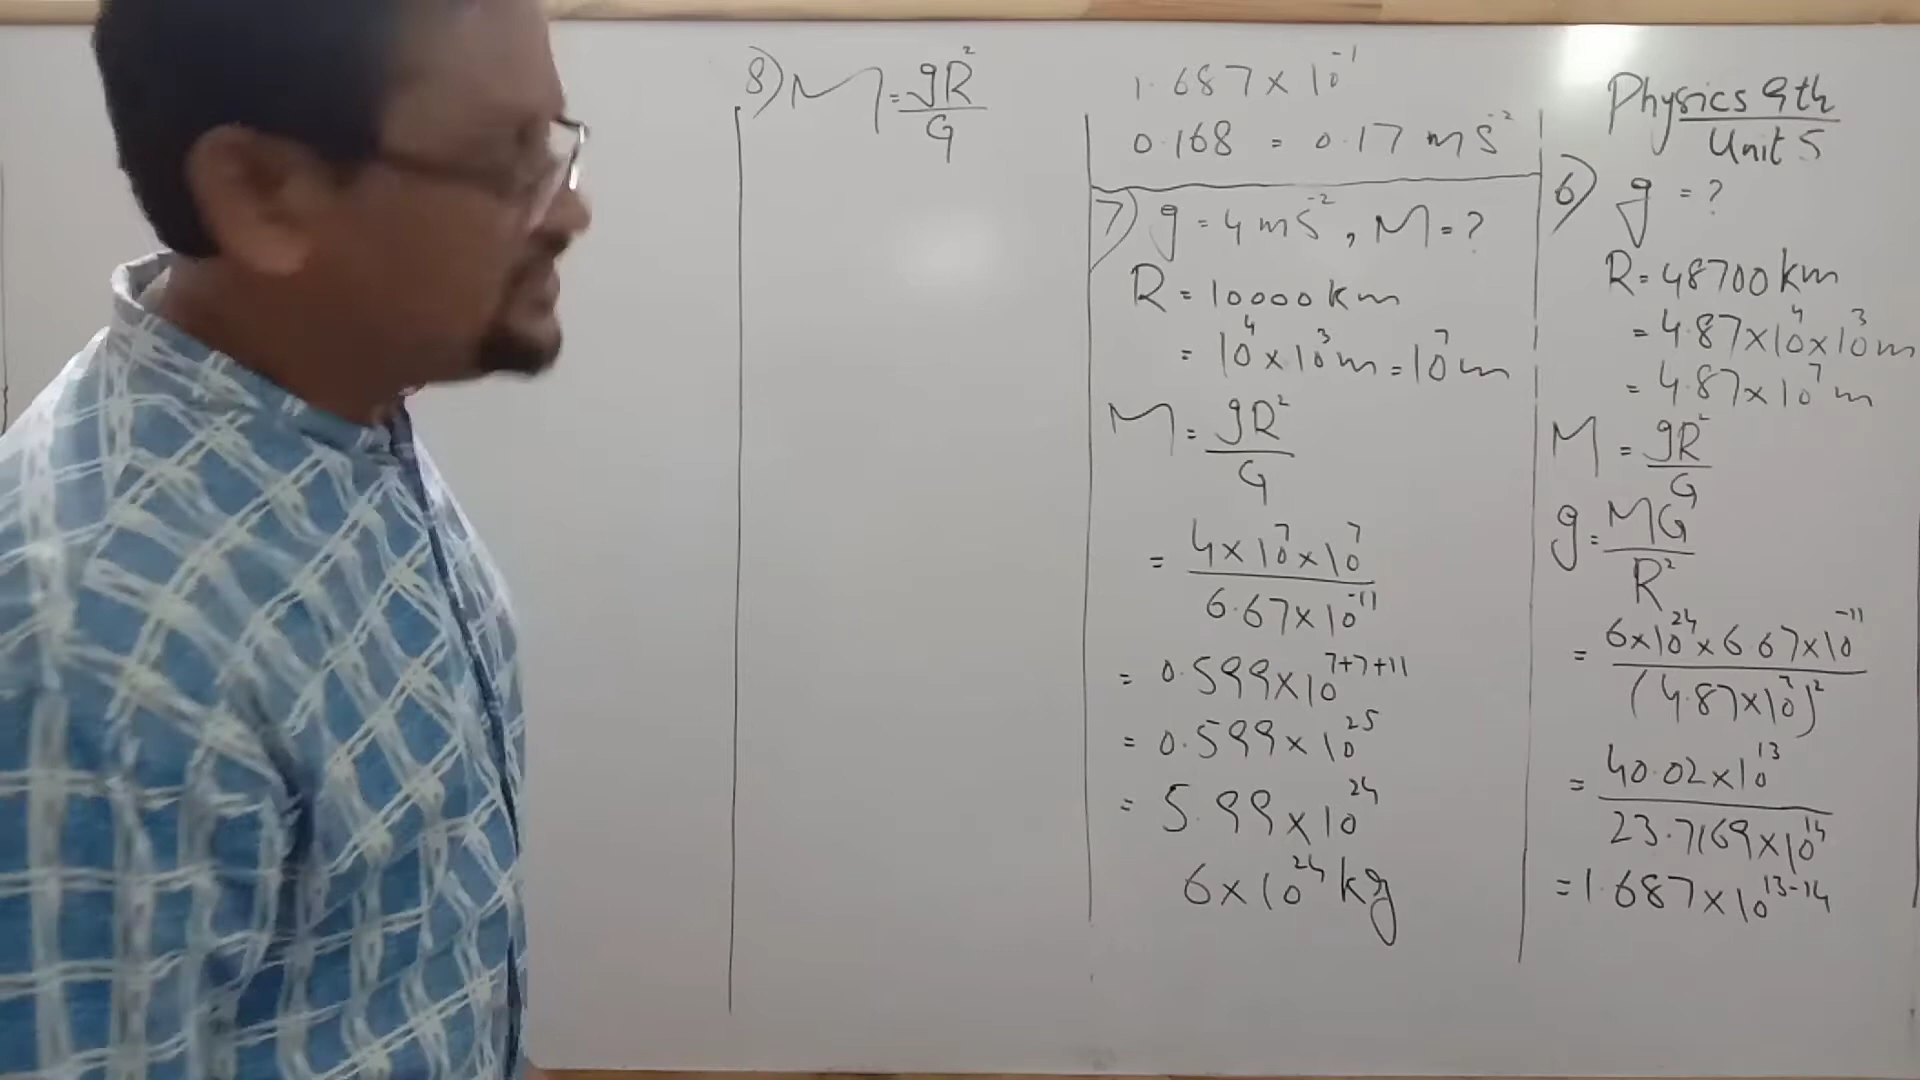 Physics 9th
Unit 5
6) g = ?
R = 48700 km
= 4.87×10⁴×10³ m
= 4.87×10⁷ m
M = gR²/G
g = MG/R²
= 6×10²⁴×6.67×10⁻¹¹/(4.87×10⁷)²
= 40.02×10¹³/23.7169×10¹⁴
= 1.687×10¹³⁻¹⁴
1.687×10⁻¹
0.168 = 0.17 mS⁻²
7) g = 4 mS⁻², M = ?
R = 10000 km
= 10⁴×10³ m = 10⁷ m
M = gR²/G
= 4×10⁷×10⁷/6.67×10⁻¹¹
= 0.599×10⁷⁺⁷⁺¹¹
= 0.599×10²⁵
= 5.99×10²⁴
6×10²⁴ kg
8) M = gR²/G